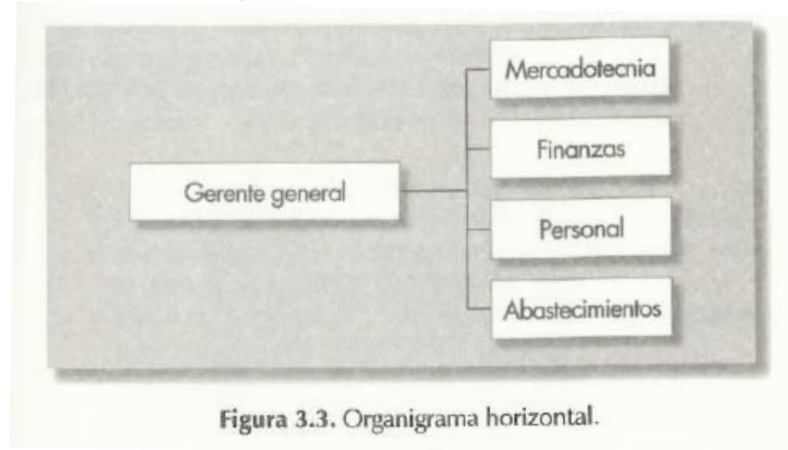 Mercadotecnia
Finanzas
Gerente general
Personal
Abastecimientos
Figura 3.3. Organigrama horizontal.